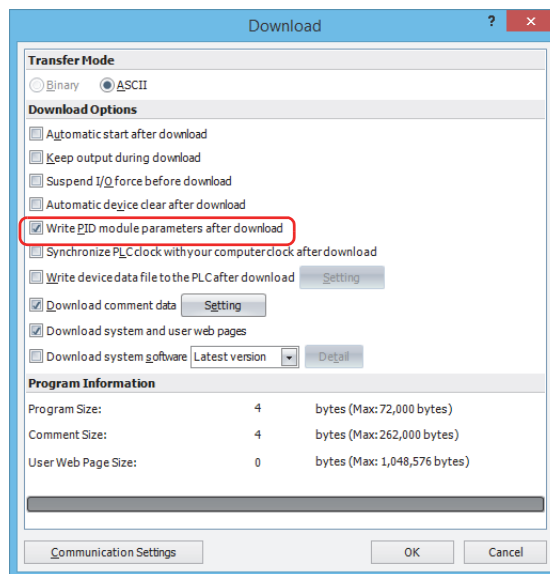 Download ? ×
Transfer Mode
Binary ASCII
Download Options
Automatic start after download
Keep output during download
Suspend I/O force before download
Automatic device clear after download
Write PID module parameters after download
Synchronize PLC clock with your computer clock after download
Write device data file to the PLC after download Setting
Download comment data Setting
Download system and user web pages
Download system software Latest version Detail
Program Information
Program Size: 4 bytes (Max: 72,000 bytes)
Comment Size: 4 bytes (Max: 262,000 bytes)
User Web Page Size: 0 bytes (Max: 1,048,576 bytes)
Communication Settings OK Cancel